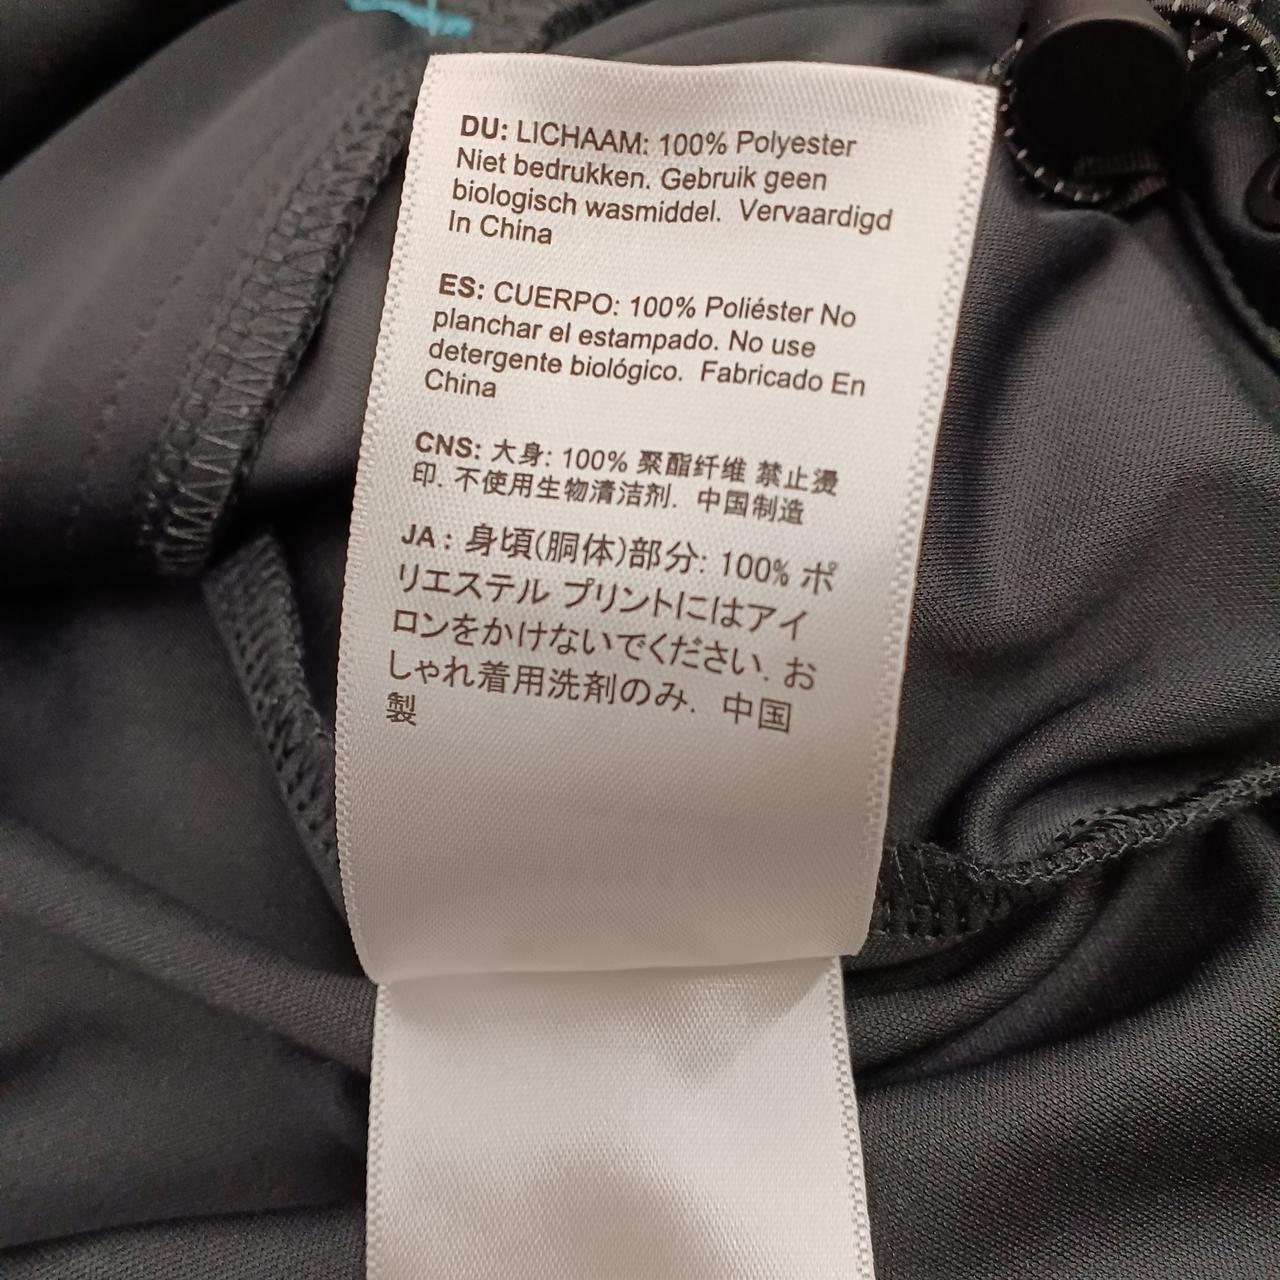 DU: LICHAAM: 100% Polyester
Niet bedrukken. Gebruik geen
biologisch wasmiddel. Vervaardigd
In China
ES: CUERPO: 100% Poliéster No
planchar el estampado. No use
detergente biológico. Fabricado En
China
CNS: 大身: 100% 聚酯纤维 禁止燙
印. 不使用生物清洁剂. 中国制造
JA : 身頃(胴体)部分: 100% ポ
リエステル プリントにはアイ
ロンをかけないでください. お
しゃれ着用洗剤のみ. 中国
製